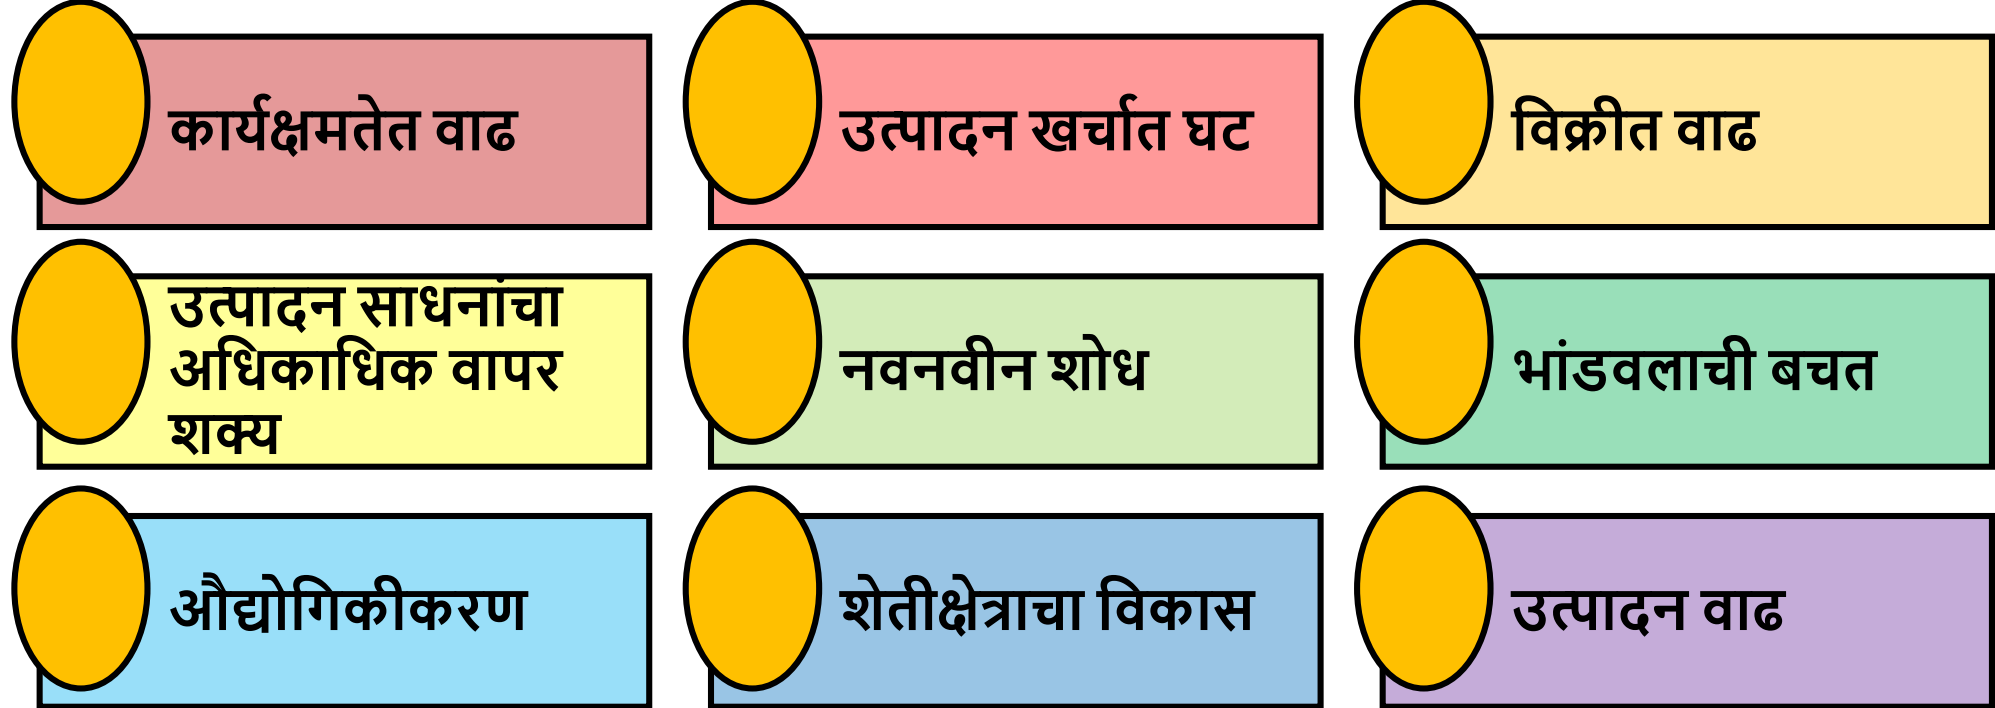 कार्यक्षमतेत वाढ
उत्पादन खर्चात घट
विक्रीत वाढ
उत्पादन साधनांचा
अधिकाधिक वापर
शक्य
नवनवीन शोध
भांडवलाची बचत
औद्योगिकीकरण
शेतीक्षेत्राचा विकास
उत्पादन वाढ